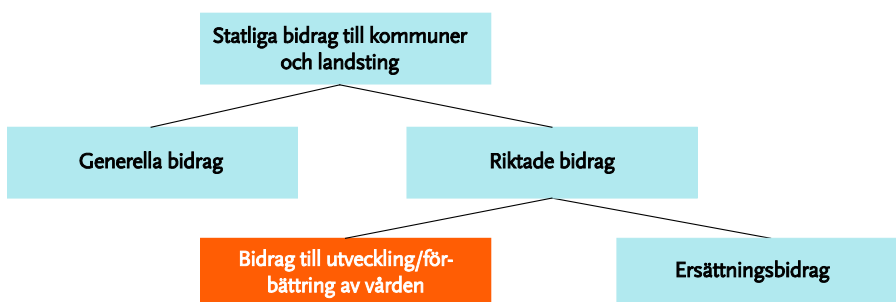 Statliga bidrag till kommuner
och landsting
Generella bidrag
Riktade bidrag
Bidrag till utveckling/för-
bättring av vården
Ersättningsbidrag